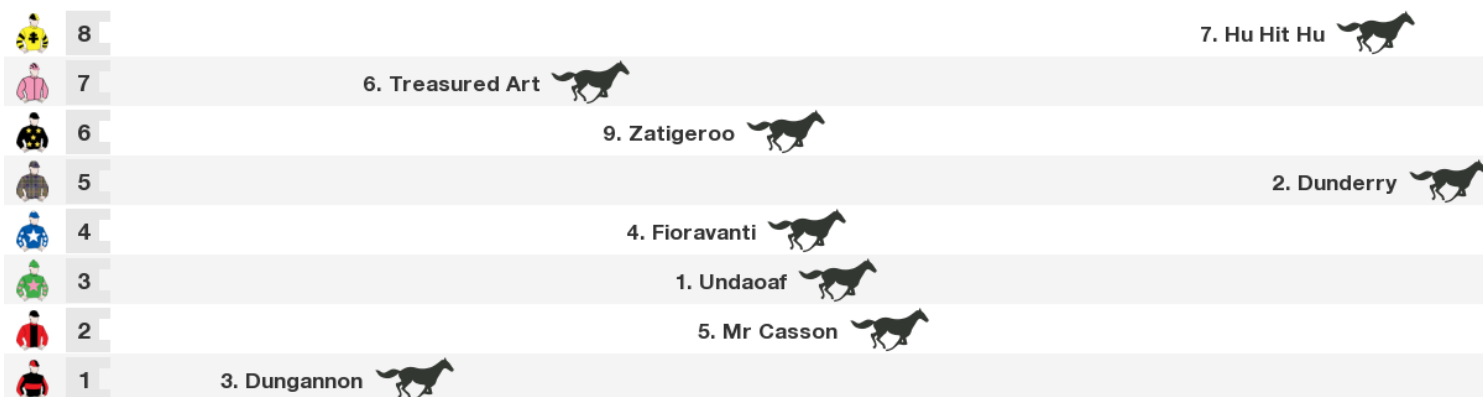 8 7. Hu Hit Hu
7 6. Treasured Art
6 9. Zatigeroo
5 2. Dunderry
4 4. Fioravanti
3 1. Undaoaf
2 5. Mr Casson
1 3. Dungannon